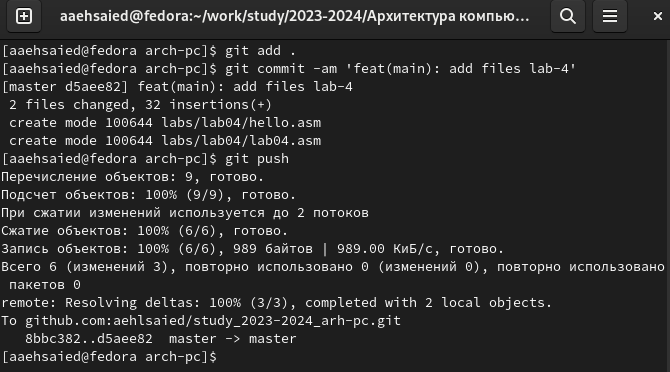 aaehsaied@fedora:~/work/study/2023-2024/Архитектура компью...
[aaehsaied@fedora arch-pc]$ git add .
[aaehsaied@fedora arch-pc]$ git commit -am 'feat(main): add files lab-4'
[master d5aee82] feat(main): add files lab-4
 2 files changed, 32 insertions(+)
 create mode 100644 labs/lab04/hello.asm
 create mode 100644 labs/lab04/lab04.asm
[aaehsaied@fedora arch-pc]$ git push
Перечисление объектов: 9, готово.
Подсчет объектов: 100% (9/9), готово.
При сжатии изменений используется до 2 потоков
Сжатие объектов: 100% (6/6), готово.
Запись объектов: 100% (6/6), 989 байтов | 989.00 КиБ/с, готово.
Всего 6 (изменений 3), повторно использовано 0 (изменений 0), повторно использовано
 пакетов 0
remote: Resolving deltas: 100% (3/3), completed with 2 local objects.
To github.com:aehlsaied/study_2023-2024_arh-pc.git
   8bbc382..d5aee82  master -> master
[aaehsaied@fedora arch-pc]$